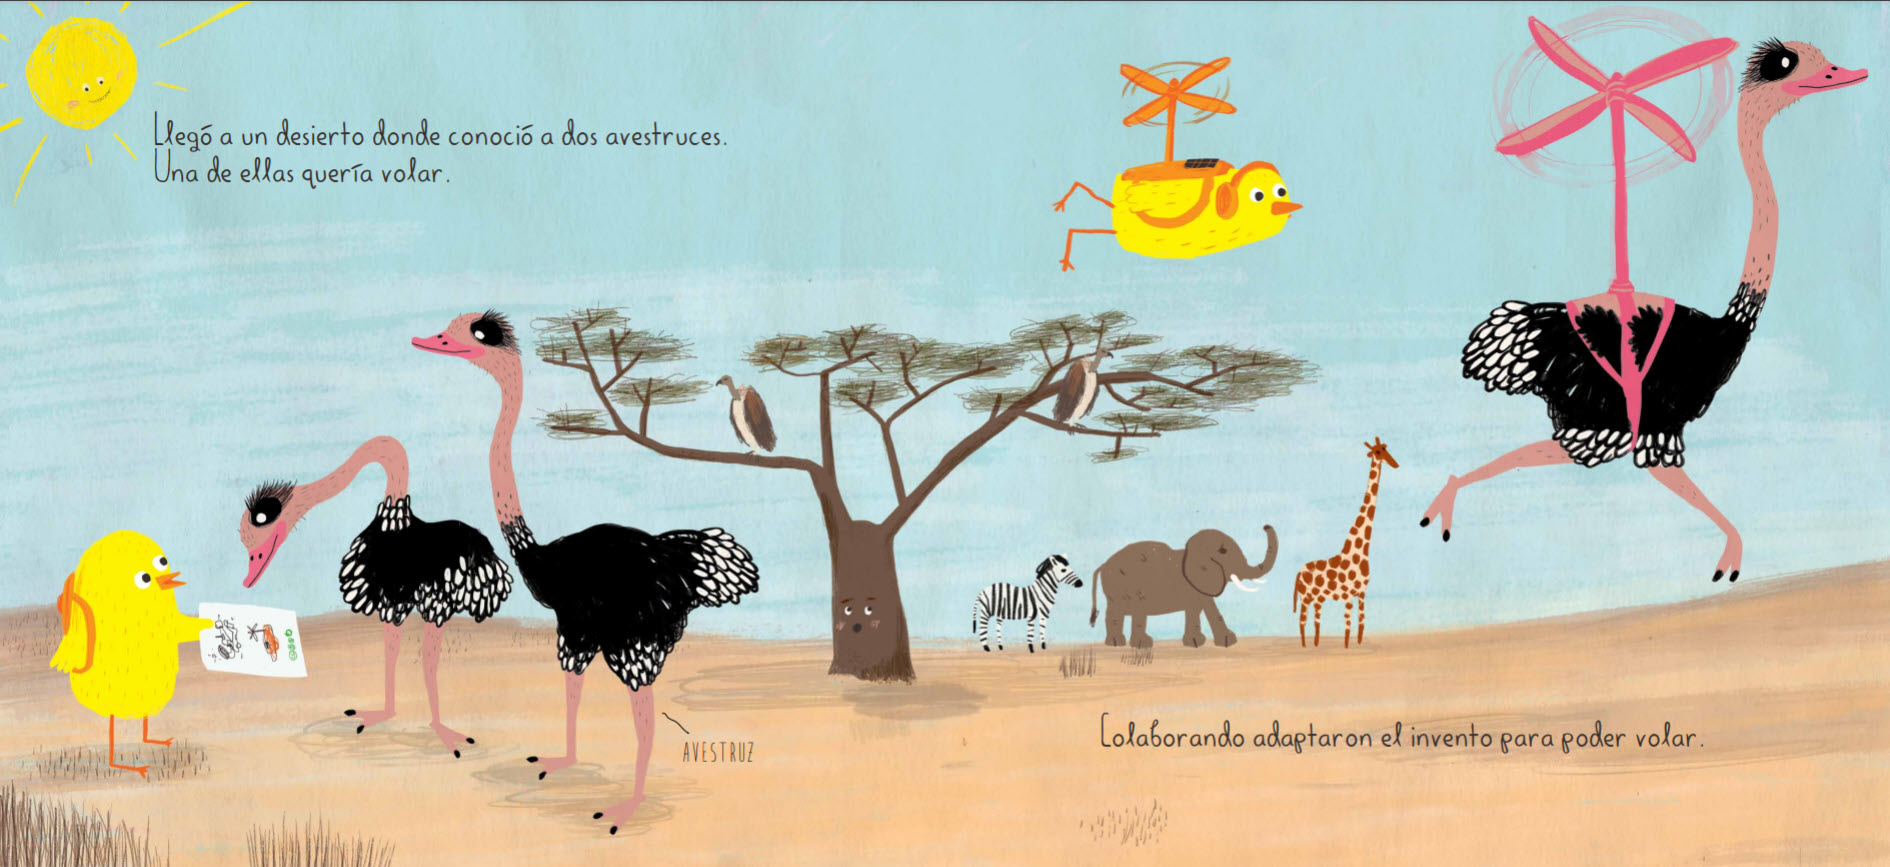 Llegó a un desierto donde conoció a dos avestruces.
Una de ellas quería volar.
AVESTRUZ
Colaborando adaptaron el invento para poder volar.